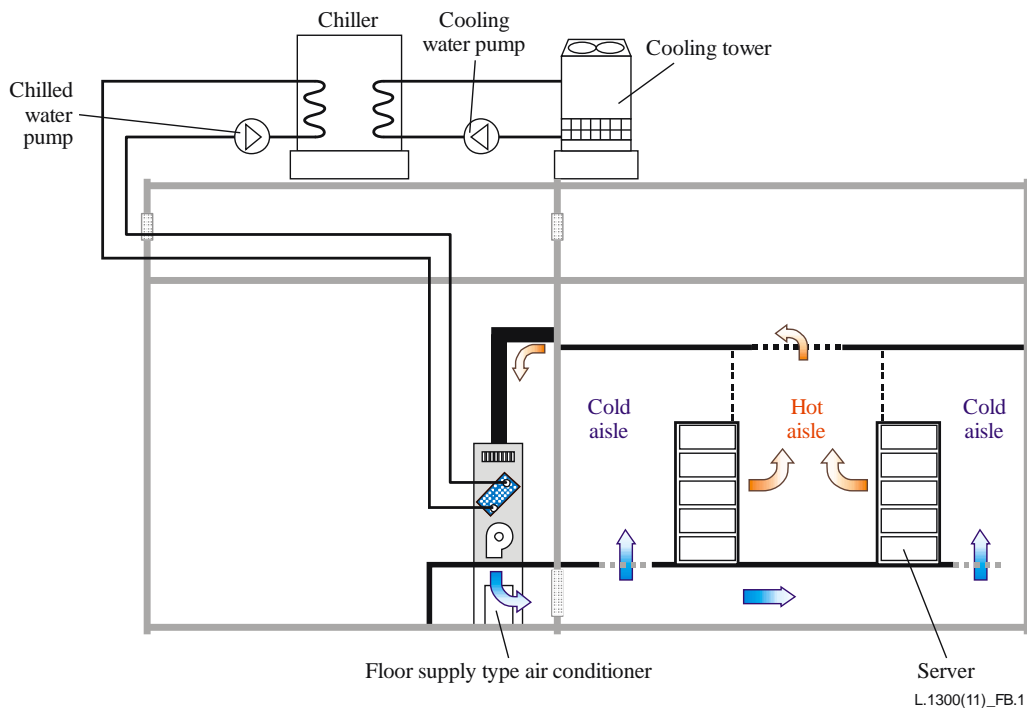 Chiller
Cooling
water pump
Cooling tower
Chilled
water
pump
Cold
aisle
Hot
aisle
Cold
aisle
Floor supply type air conditioner
Server
L.1300(11)_FB.1